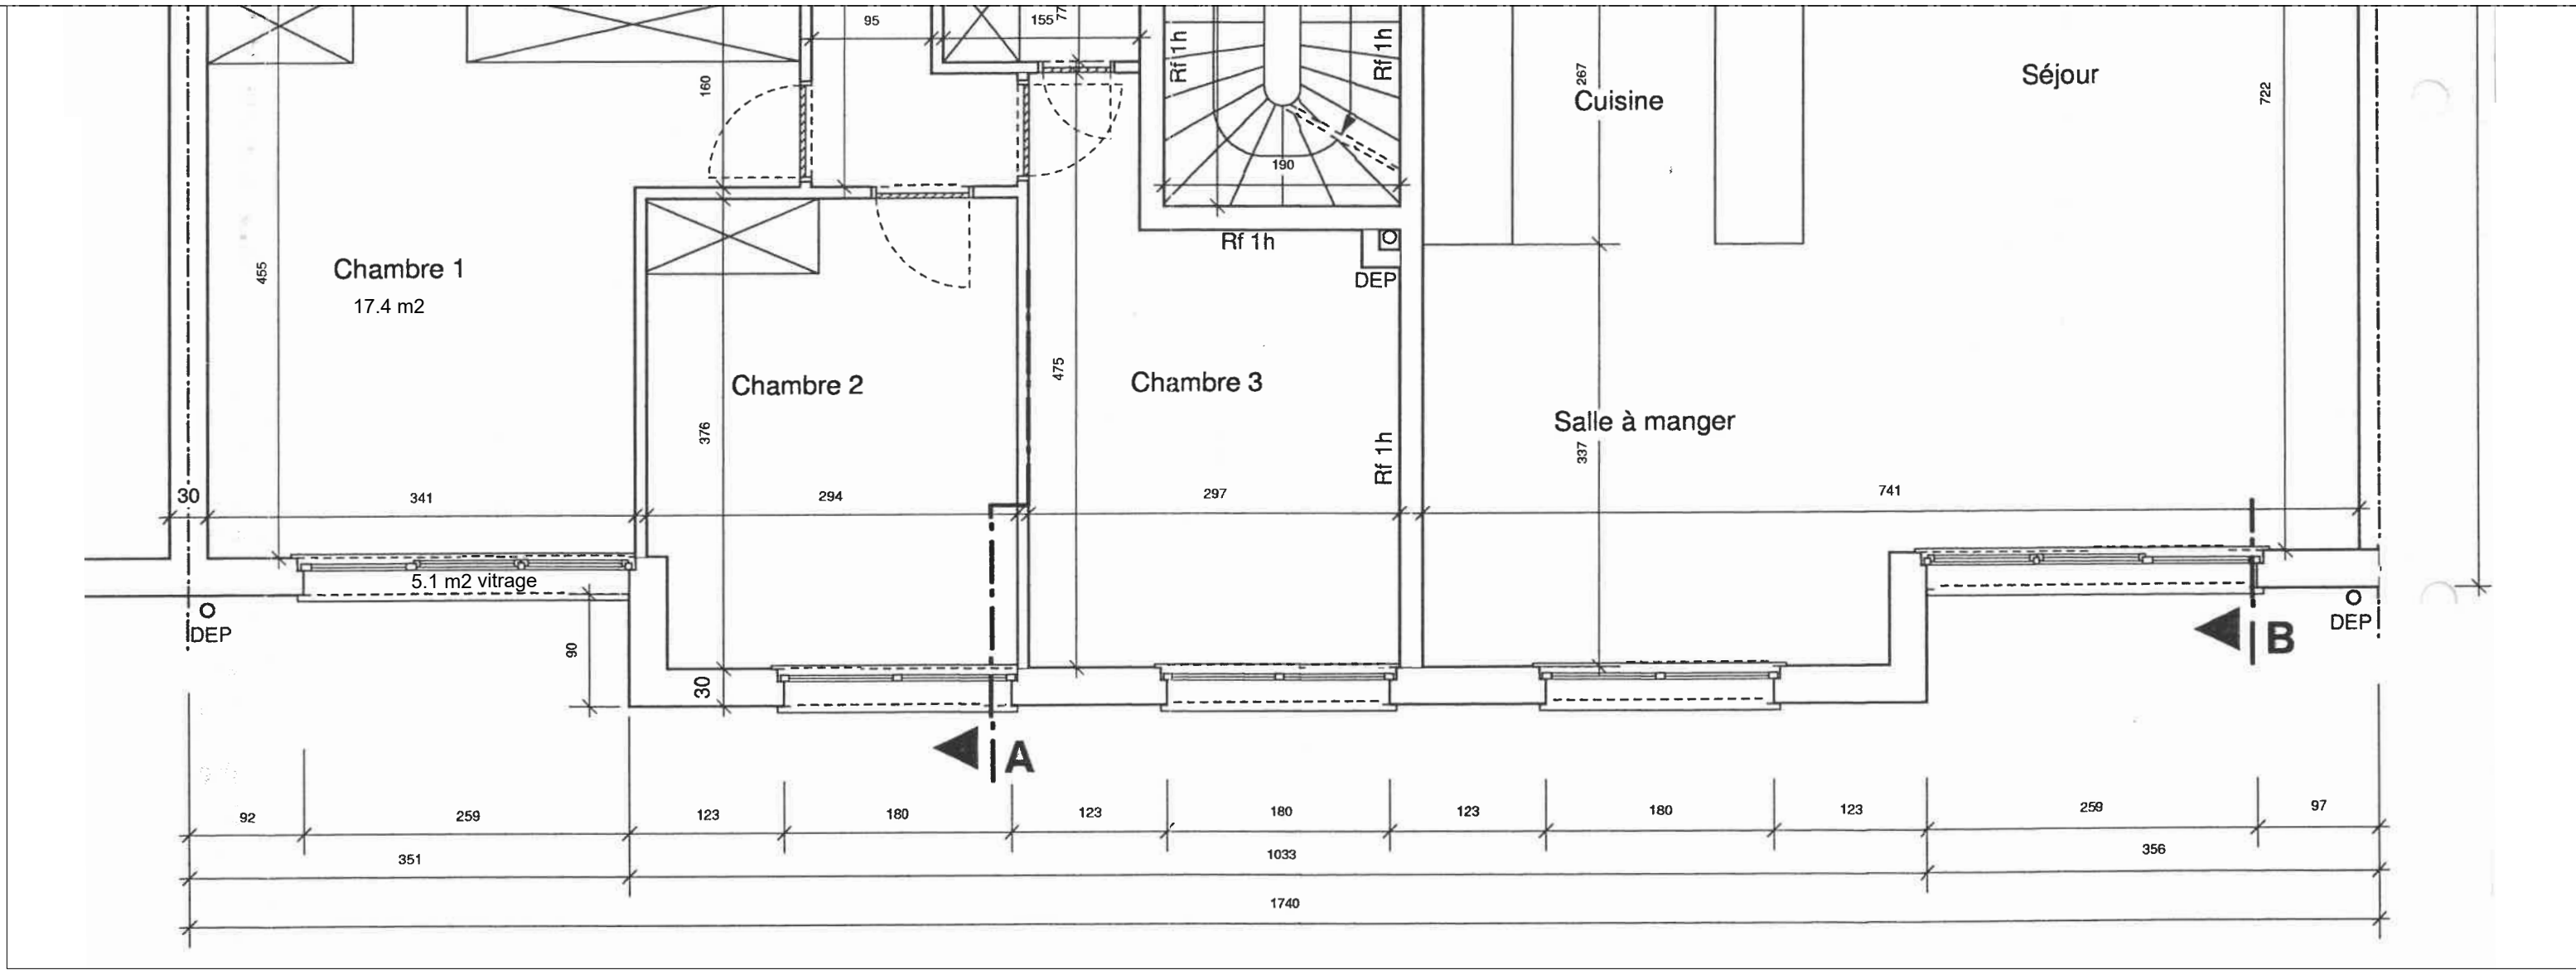 95
155
77
Rf 1h
Rf 1h
160
267
Cuisine
Séjour
722
190
Rf 1h
DEP
455
Chambre 1
17.4 m2
475
Chambre 2
Chambre 3
376
Salle à manger
337
Rf 1h
30
341
294
297
741
5.1 m2 vitrage
DEP
90
30
DEP
B
A
92
259
123
180
123
180
123
180
123
259
97
351
1033
356
1740